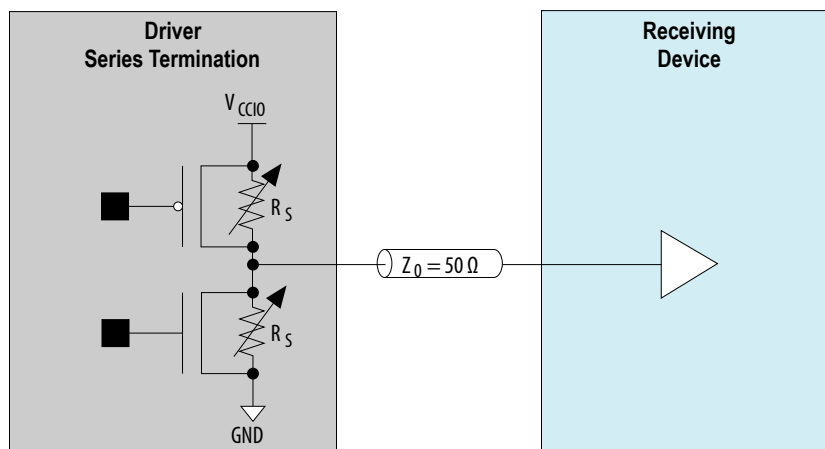 Driver
Series Termination
Receiving
Device
V CCIO
R S
Z 0 = 50 Ω
R S
GND